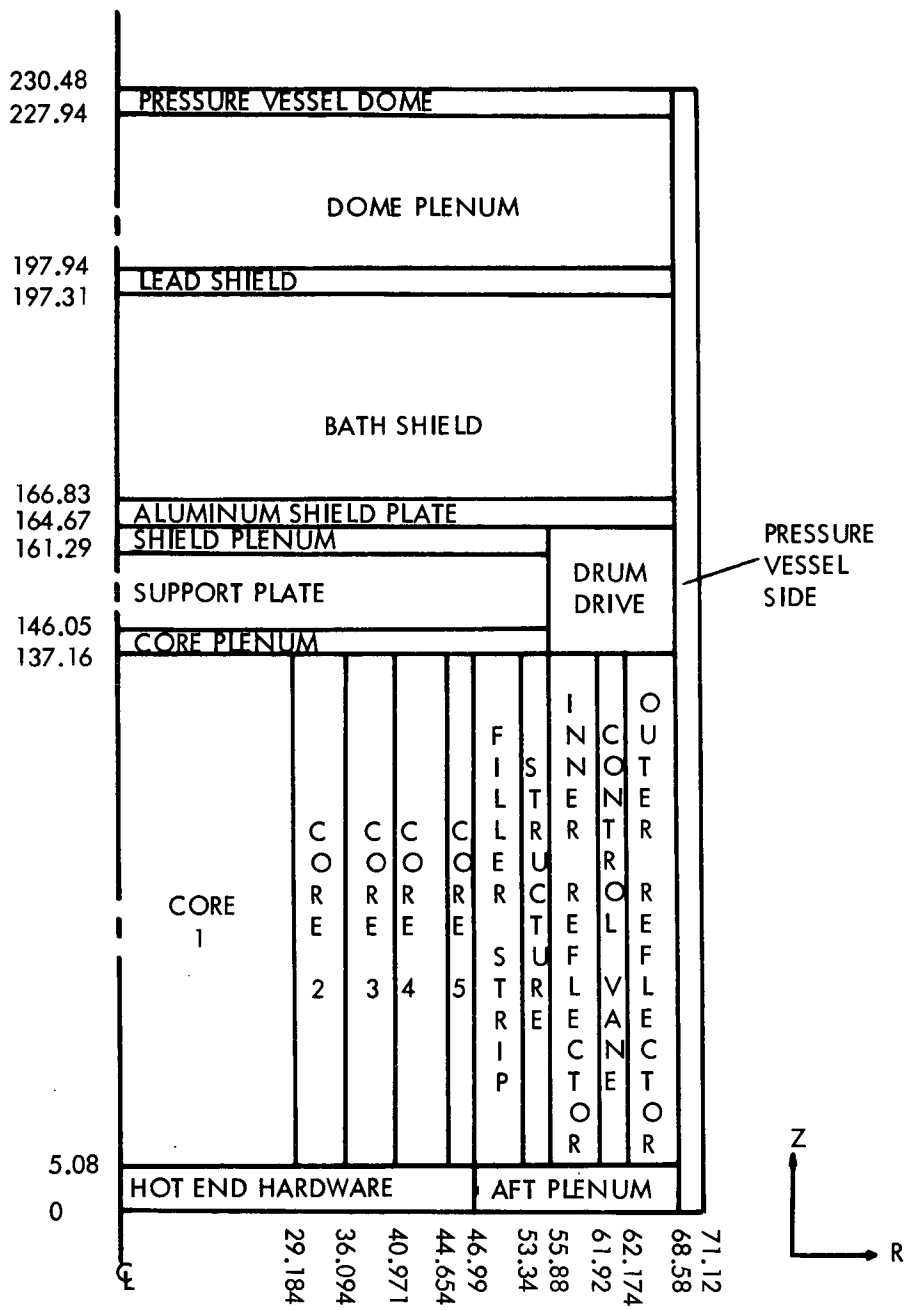 230.48
PRESSURE VESSEL DOME
227.94
DOME PLENUM
197.94
LEAD SHIELD
197.31
BATH SHIELD
166.83
ALUMINUM SHIELD PLATE
164.67
SHIELD PLENUM
161.29
PRESSURE
VESSEL
SIDE
DRUM
DRIVE
SUPPORT PLATE
146.05
CORE PLENUM
137.16
CORE
1
CORE 2
CORE 3
CORE 4
CORE 5
FILLER STRIP
STRUCTURE
INNER REFLECTOR
CONTROL VANE
OUTER REFLECTOR
5.08
HOT END HARDWARE
AFT PLENUM
0
℄
29.184
36.094
40.971
44.654
46.99
53.34
55.88
61.92
62.174
68.58
71.12
Z
R